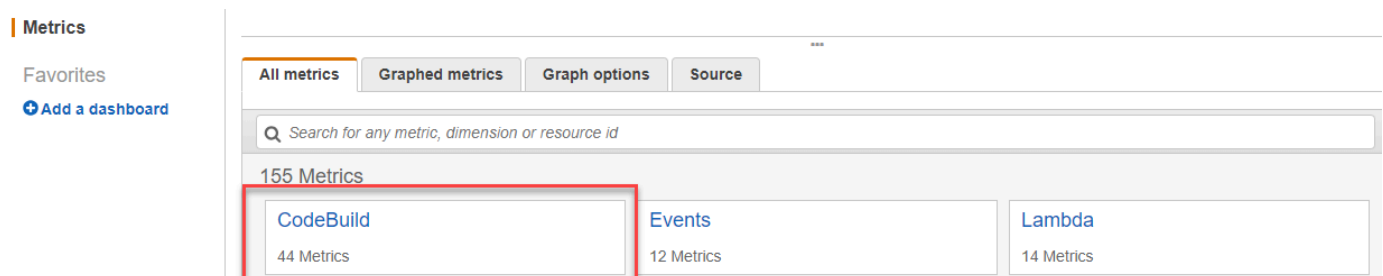 Metrics
Favorites
Add a dashboard
All metrics Graphed metrics Graph options Source
Search for any metric, dimension or resource id
155 Metrics
CodeBuild Events Lambda
44 Metrics 12 Metrics 14 Metrics